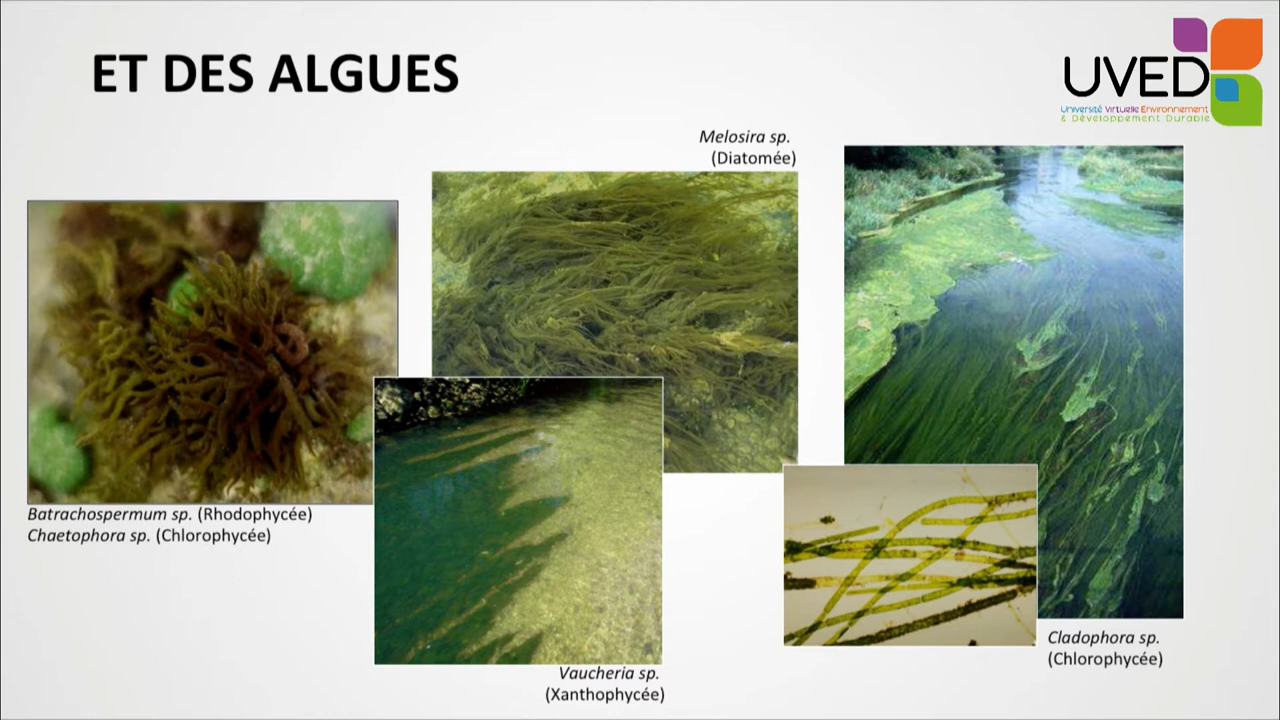 ET DES ALGUES
UVED
Université Virtuelle Environnement
& Développement Durable
Melosira sp.
(Diatomée)
Batrachospermum sp. (Rhodophycée)
Chaetophora sp. (Chlorophycée)
Vaucheria sp.
(Xanthophycée)
Cladophora sp.
(Chlorophycée)